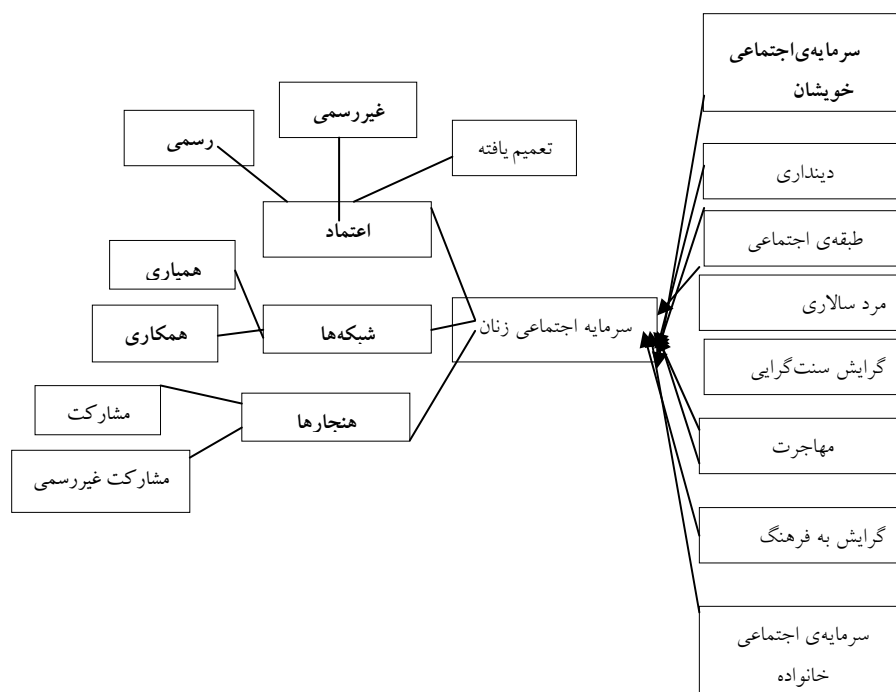 سرمایه‌ی‌اجتماعی
خویشان
دینداری
طبقه‌ی اجتماعی
مرد سالاری
گرایش سنت‌گرایی
مهاجرت
گرایش به فرهنگ
سرمایه‌ی اجتماعی
خانواده
سرمایه اجتماعی زنان
غیررسمی
رسمی
تعمیم یافته
اعتماد
همیاری
شبکه‌ها
همکاری
هنجارها
مشارکت
مشارکت غیررسمی